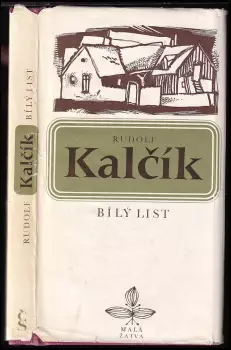 RUDOLF Kalčík BÍLÝ LIST
RUDOLF
Kalčík
BÍLÝ LIST
MALÁ
ŽATVA